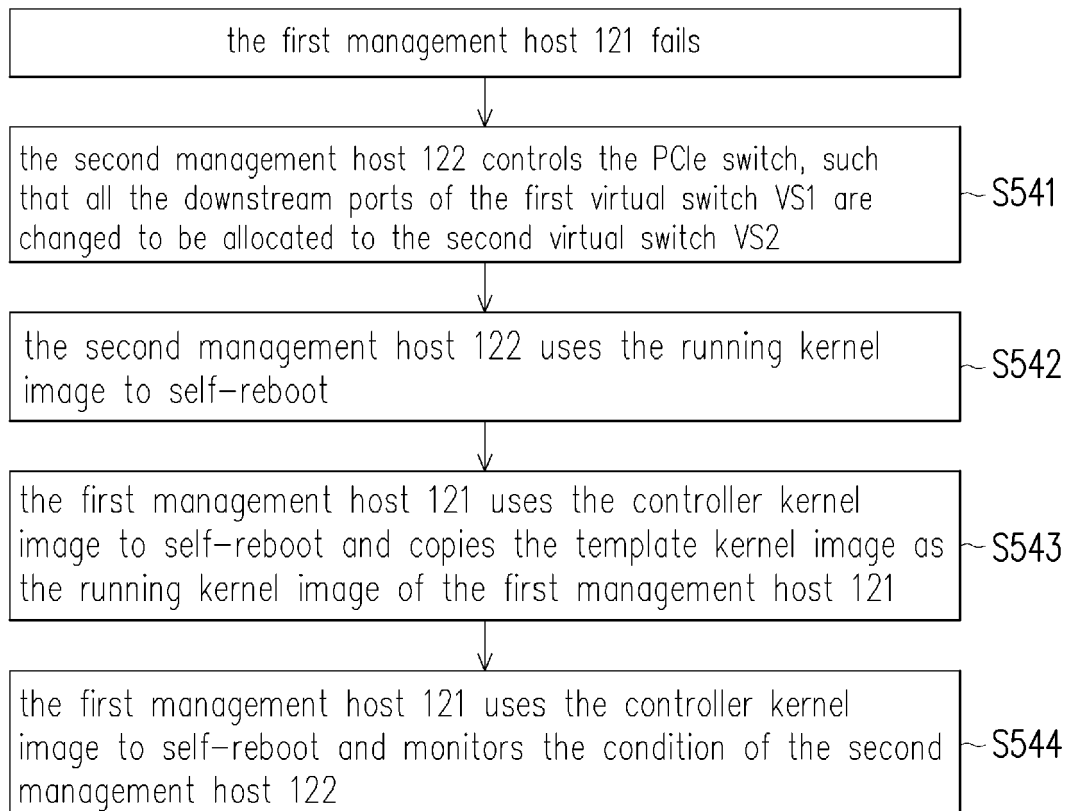 the first management host 121 fails
the second management host 122 controls the PCIe switch, such
that all the downstream ports of the first virtual switch VS1 are
changed to be allocated to the second virtual switch VS2
S541
the second management host 122 uses the running kernel
image to self-reboot
S542
the first management host 121 uses the controller kernel
image to self-reboot and copies the template kernel image as
the running kernel image of the first management host 121
S543
the first management host 121 uses the controller kernel
image to self-reboot and monitors the condition of the second
management host 122
S544